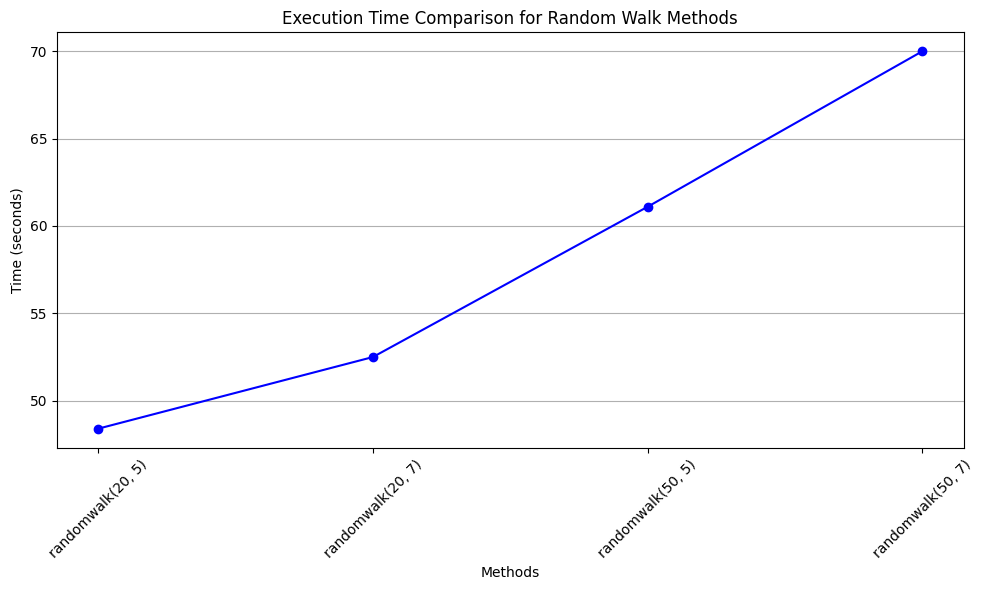 Execution Time Comparison for Random Walk Methods
Time (seconds)
70
65
60
55
50
randomwalk(20, 5)
randomwalk(20, 7)
randomwalk(50, 5)
randomwalk(50, 7)
Methods